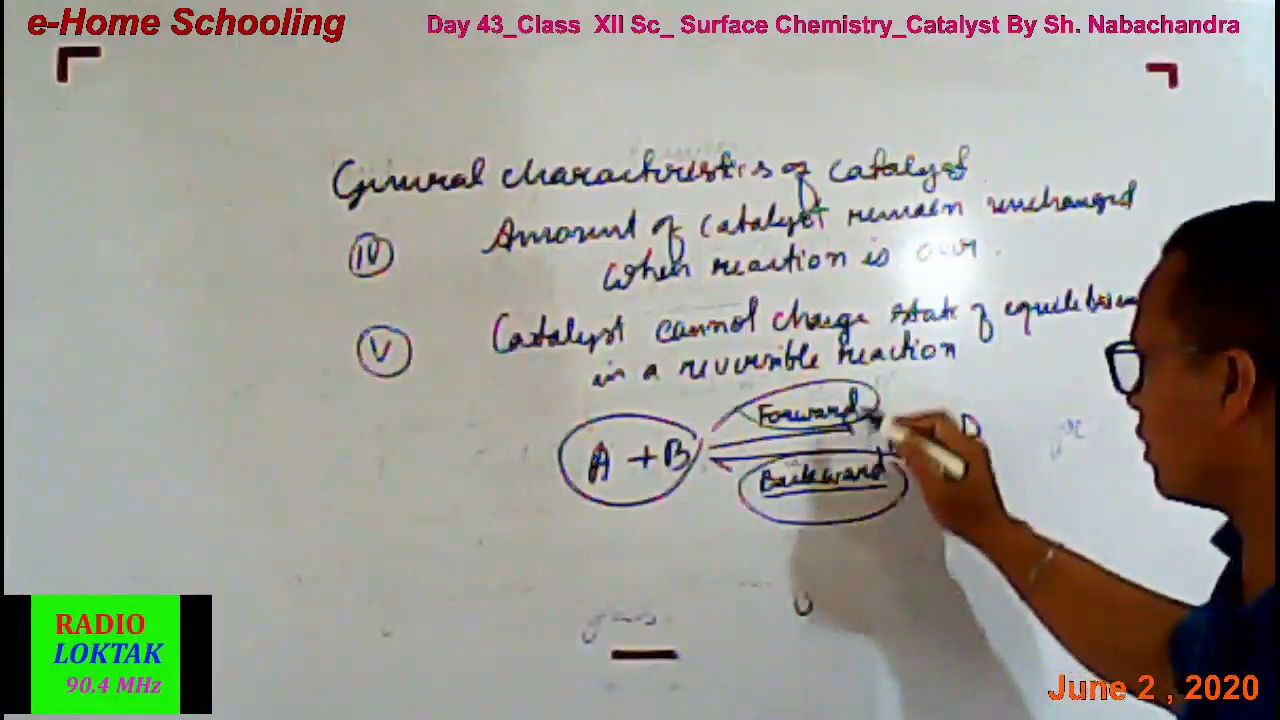 e-Home Schooling
Day 43_Class XII Sc_ Surface Chemistry_Catalyst By Sh. Nabachandra
General characteristics of catalyst
IV Amount of catalyst remain unchanged
when reaction is over.
V Catalyst cannot change state of equilibrium
in a reversible reaction
Forward
A + B D
Backward
RADIO
LOKTAK
90.4 MHz
June 2 , 2020